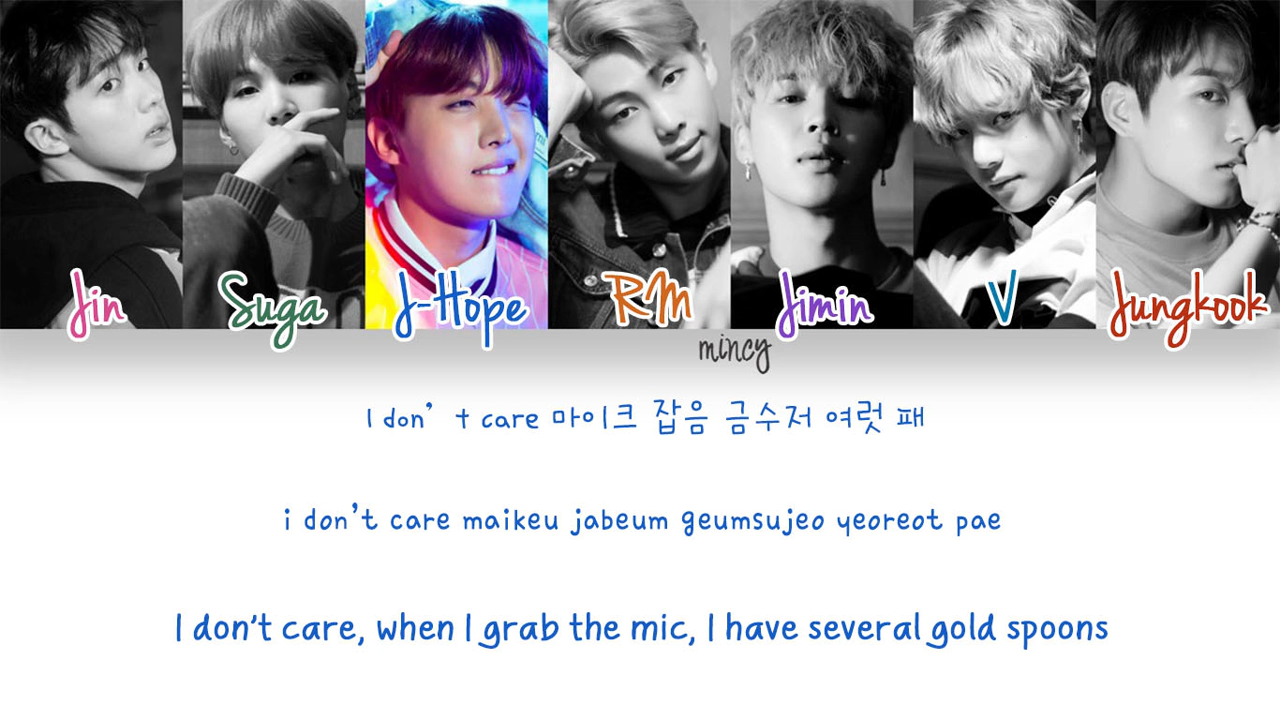 Jin Suga J-Hope RM Jimin V Jungkook
mincy
I don't care 마이크 잡음 금수저 여럿 패
i don't care maikeu jabeum geumsujeo yeoreot pae
I don't care, when I grab the mic, I have several gold spoons